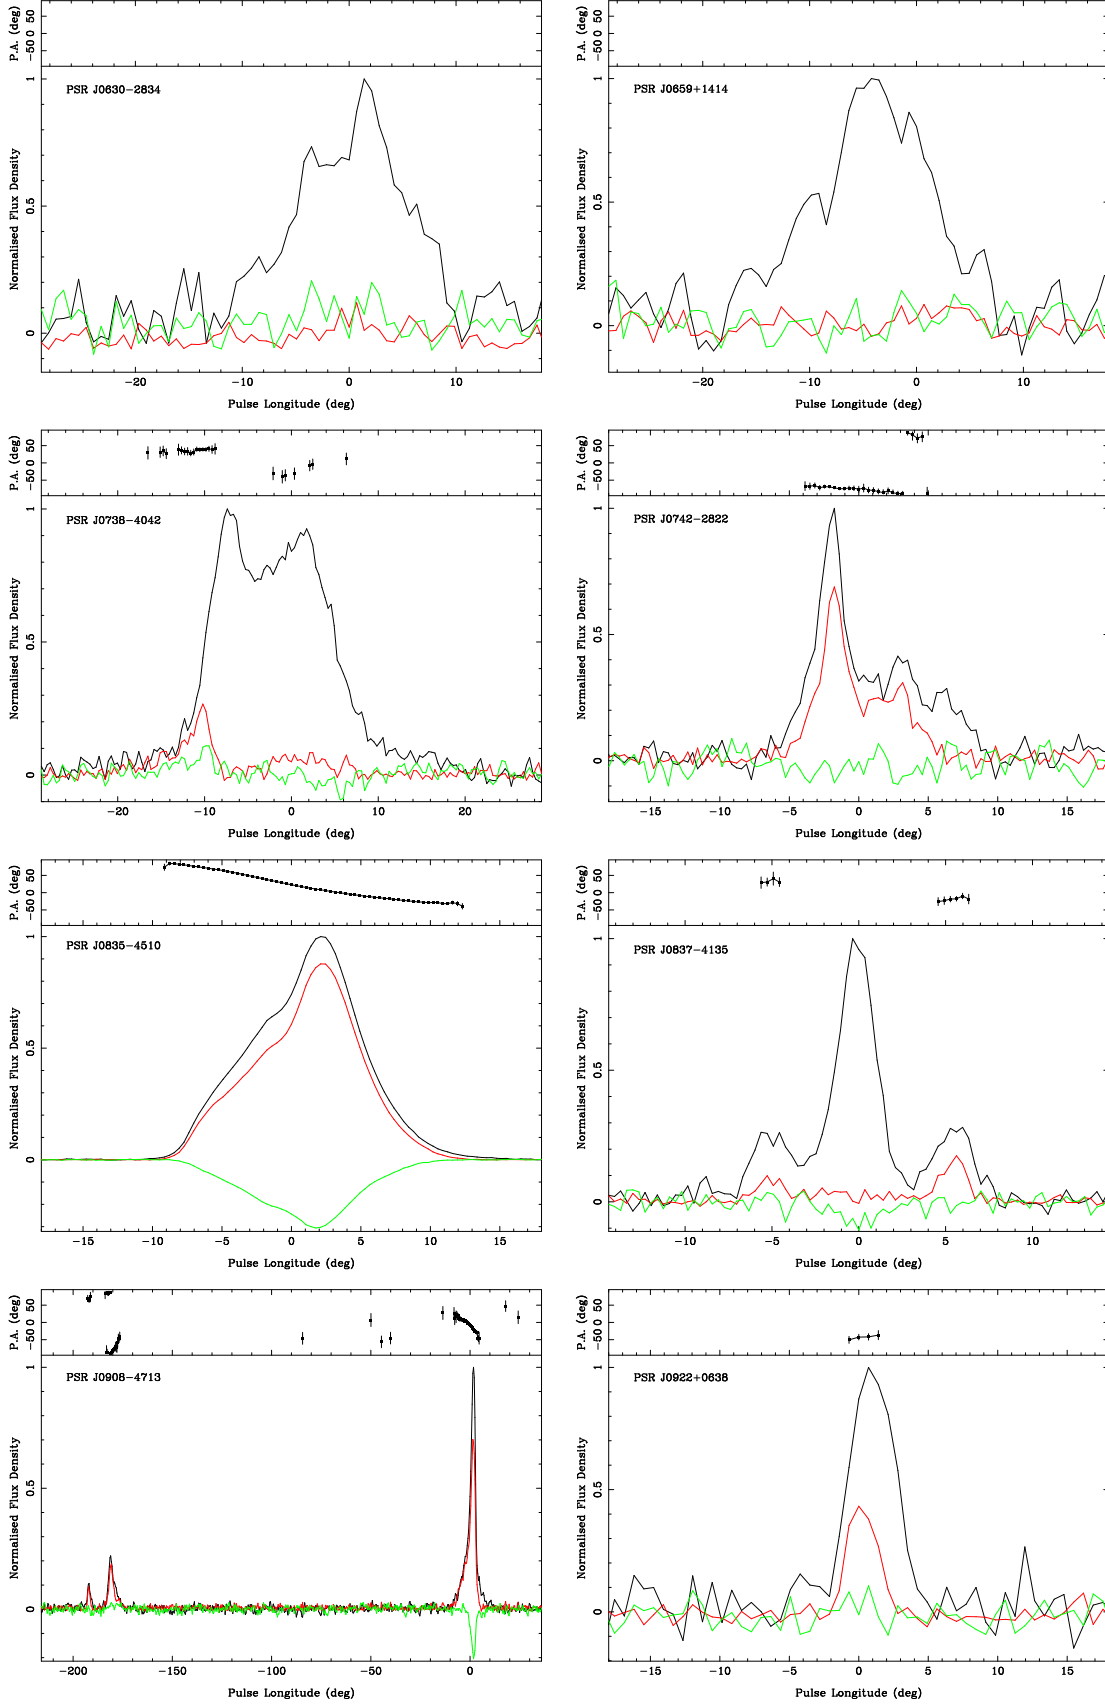 P.A. (deg)
−50 0 50
PSR J0630−2834
Normalised Flux Density
0 0.5 1
−20 −10 0 10
Pulse Longitude (deg)
P.A. (deg)
−50 0 50
PSR J0659+1414
Normalised Flux Density
0 0.5 1
−20 −10 0 10
Pulse Longitude (deg)
P.A. (deg)
−50 0 50
PSR J0738−4042
Normalised Flux Density
0 0.5 1
−20 −10 0 10 20
Pulse Longitude (deg)
P.A. (deg)
−50 0 50
PSR J0742−2822
Normalised Flux Density
0 0.5 1
−15 −10 −5 0 5 10 15
Pulse Longitude (deg)
P.A. (deg)
−50 0 50
PSR J0835−4510
Normalised Flux Density
0 0.5 1
−15 −10 −5 0 5 10 15
Pulse Longitude (deg)
P.A. (deg)
−50 0 50
PSR J0837−4135
Normalised Flux Density
0 0.5 1
−10 −5 0 5 10
Pulse Longitude (deg)
P.A. (deg)
−50 0 50
PSR J0908−4713
Normalised Flux Density
0 0.5 1
−200 −150 −100 −50 0
Pulse Longitude (deg)
P.A. (deg)
−50 0 50
PSR J0922+0638
Normalised Flux Density
0 0.5 1
−15 −10 −5 0 5 10 15
Pulse Longitude (deg)